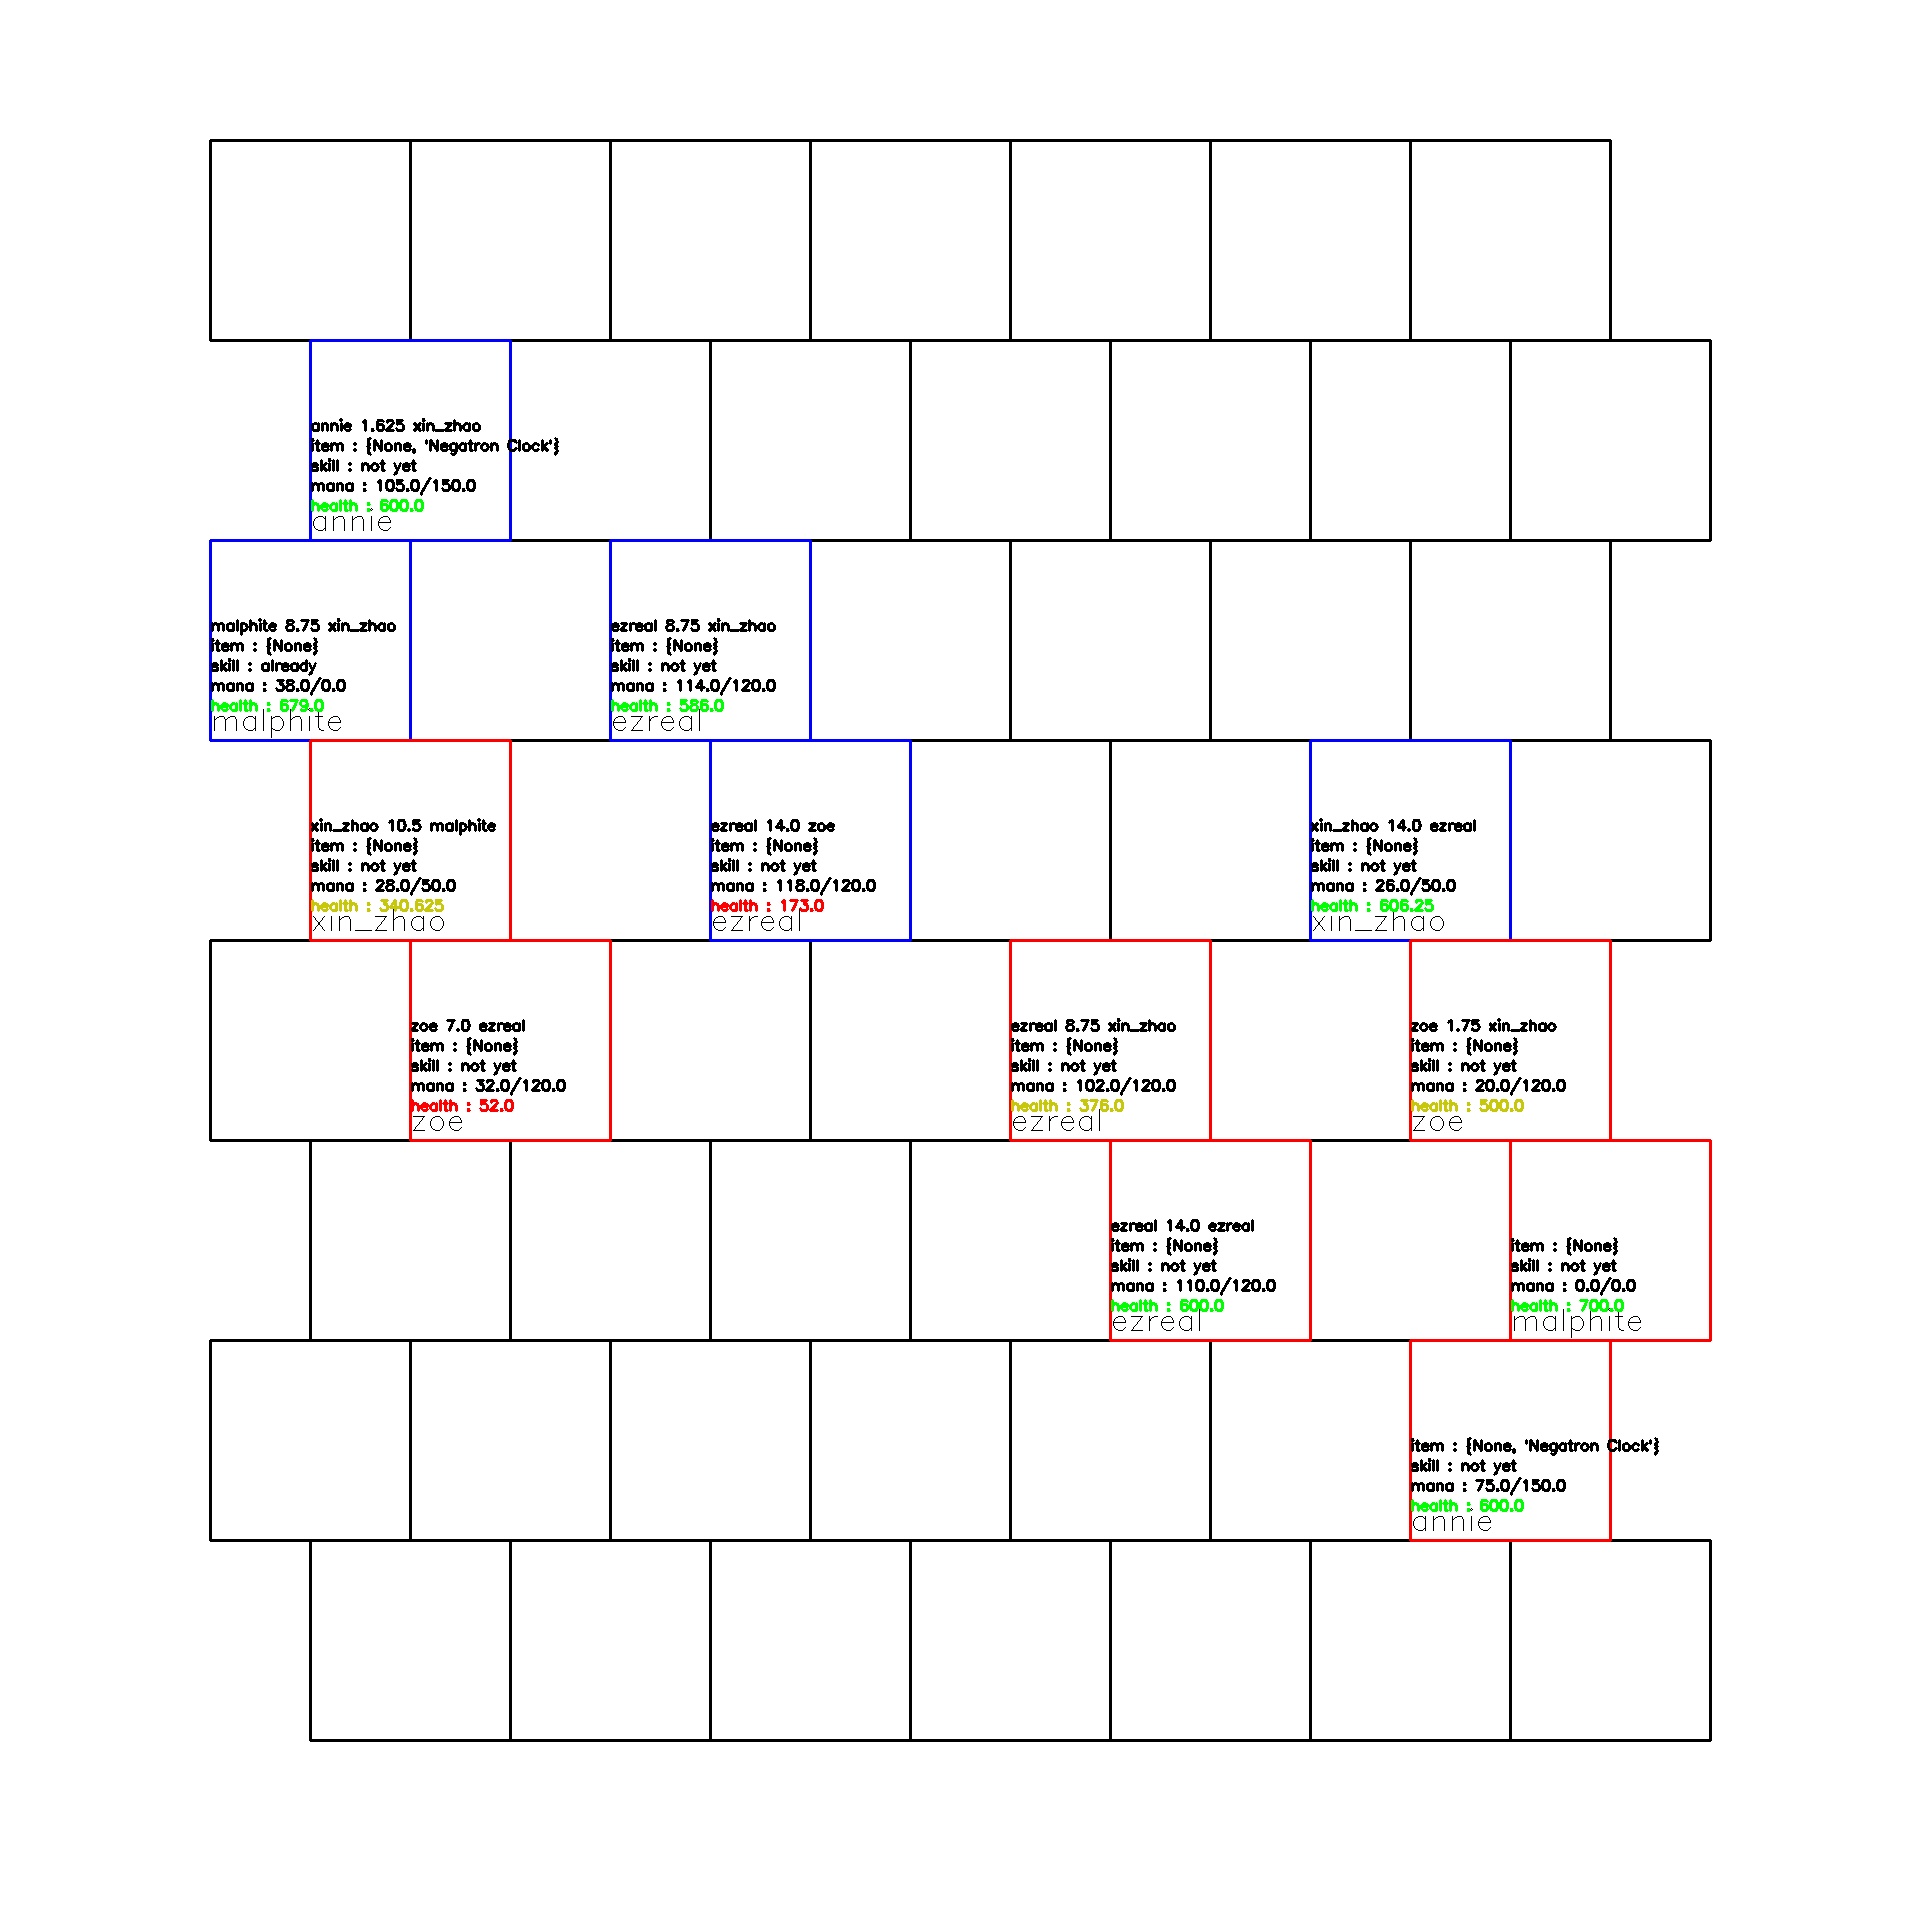 annie 1.625 xin_zhao
item : {None, 'Negatron Clock'}
skill : not yet
mana : 105.0/150.0
health : 600.0
annie
malphite 8.75 xin_zhao
item : {None}
skill : already
mana : 38.0/0.0
health : 679.0
malphite
ezreal 8.75 xin_zhao
item : {None}
skill : not yet
mana : 114.0/120.0
health : 586.0
ezreal
xin_zhao 10.5 malphite
item : {None}
skill : not yet
mana : 28.0/50.0
health : 340.625
xin_zhao
ezreal 14.0 zoe
item : {None}
skill : not yet
mana : 118.0/120.0
health : 173.0
ezreal
xin_zhao 14.0 ezreal
item : {None}
skill : not yet
mana : 26.0/50.0
health : 606.25
xin_zhao
zoe 7.0 ezreal
item : {None}
skill : not yet
mana : 32.0/120.0
health : 52.0
zoe
ezreal 8.75 xin_zhao
item : {None}
skill : not yet
mana : 102.0/120.0
health : 376.0
ezreal
zoe 1.75 xin_zhao
item : {None}
skill : not yet
mana : 20.0/120.0
health : 500.0
zoe
ezreal 14.0 ezreal
item : {None}
skill : not yet
mana : 110.0/120.0
health : 600.0
ezreal
item : {None}
skill : not yet
mana : 0.0/0.0
health : 700.0
malphite
item : {None, 'Negatron Clock'}
skill : not yet
mana : 75.0/150.0
health : 600.0
annie